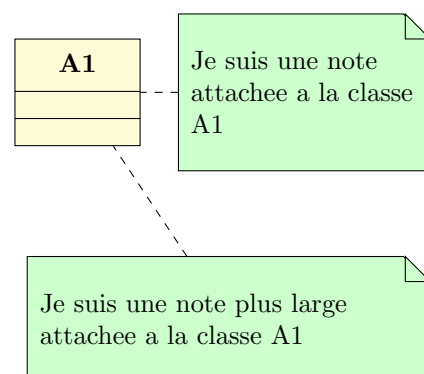 A1
Je suis une note
attachee a la classe
A1
Je suis une note plus large
attachee a la classe A1